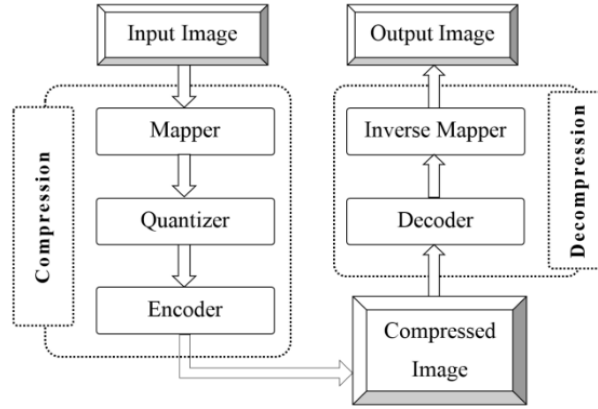 Input Image
Mapper
Quantizer
Encoder
Compression
Output Image
Inverse Mapper
Decoder
Decompression
Compressed
Image